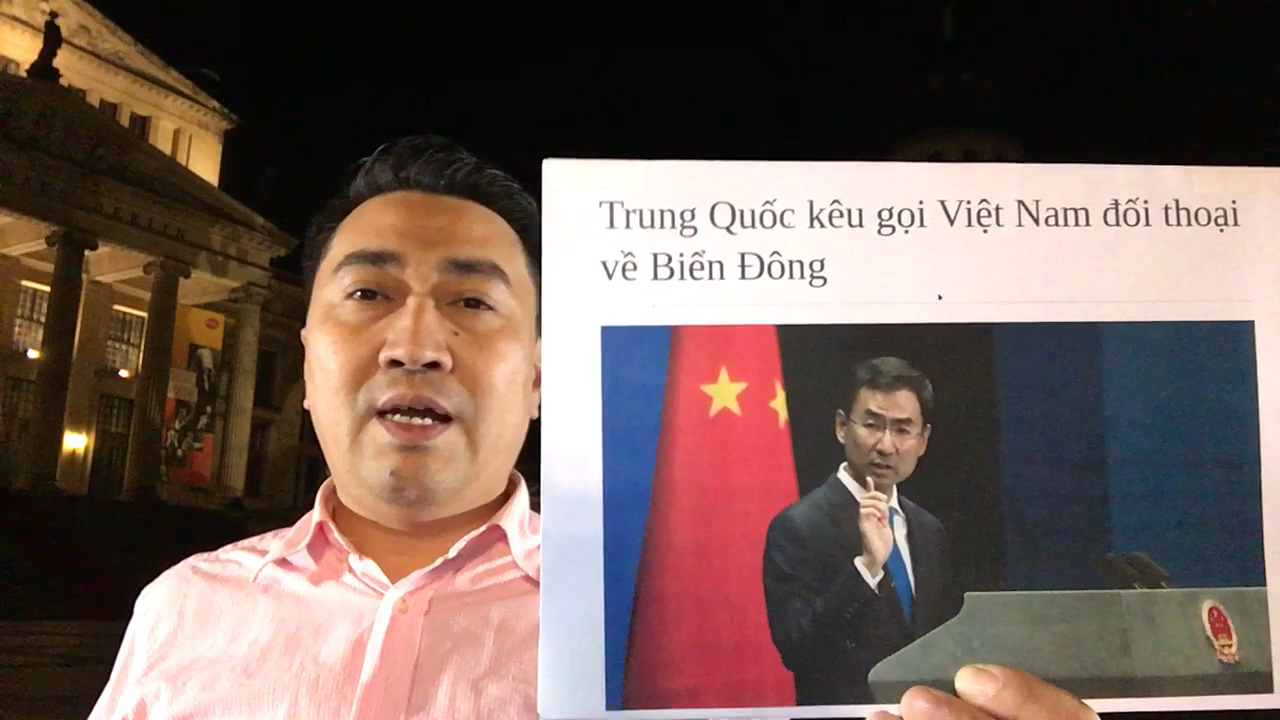 Trung Quốc kêu gọi Việt Nam đối thoại
về Biển Đông